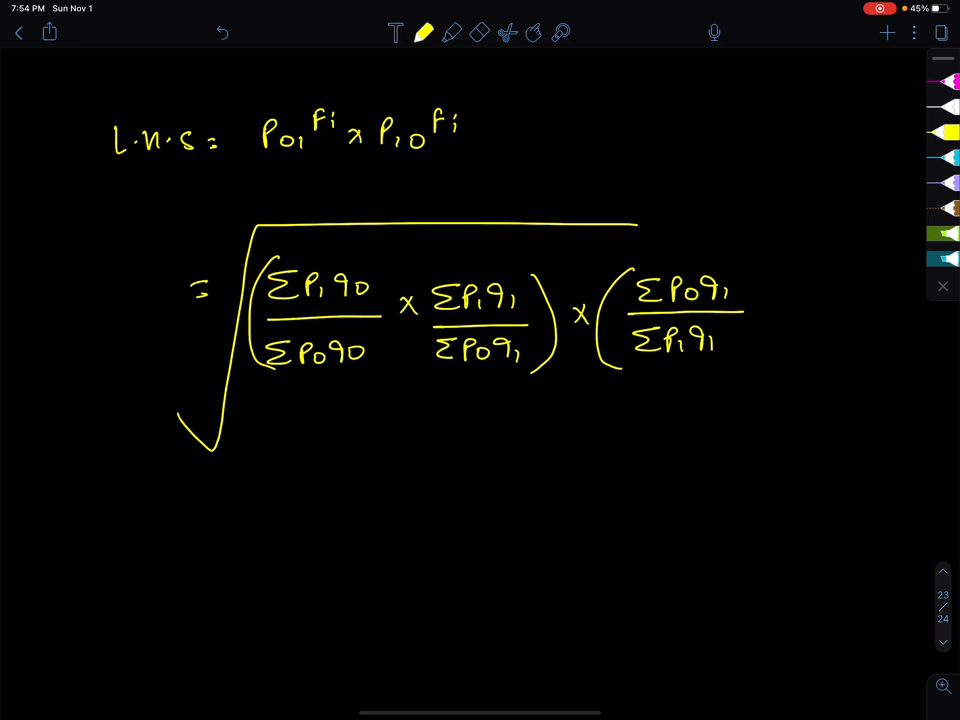 7:54 PM Sun Nov 1
45%
T
L.H.S = P₀₁^Fi × P₁₀^Fi
= √((ΣP₁q₀/ΣP₀q₀ × ΣP₁q₁/ΣP₀q₁) × (ΣP₀q₁/ΣP₁q₁
23
/
24